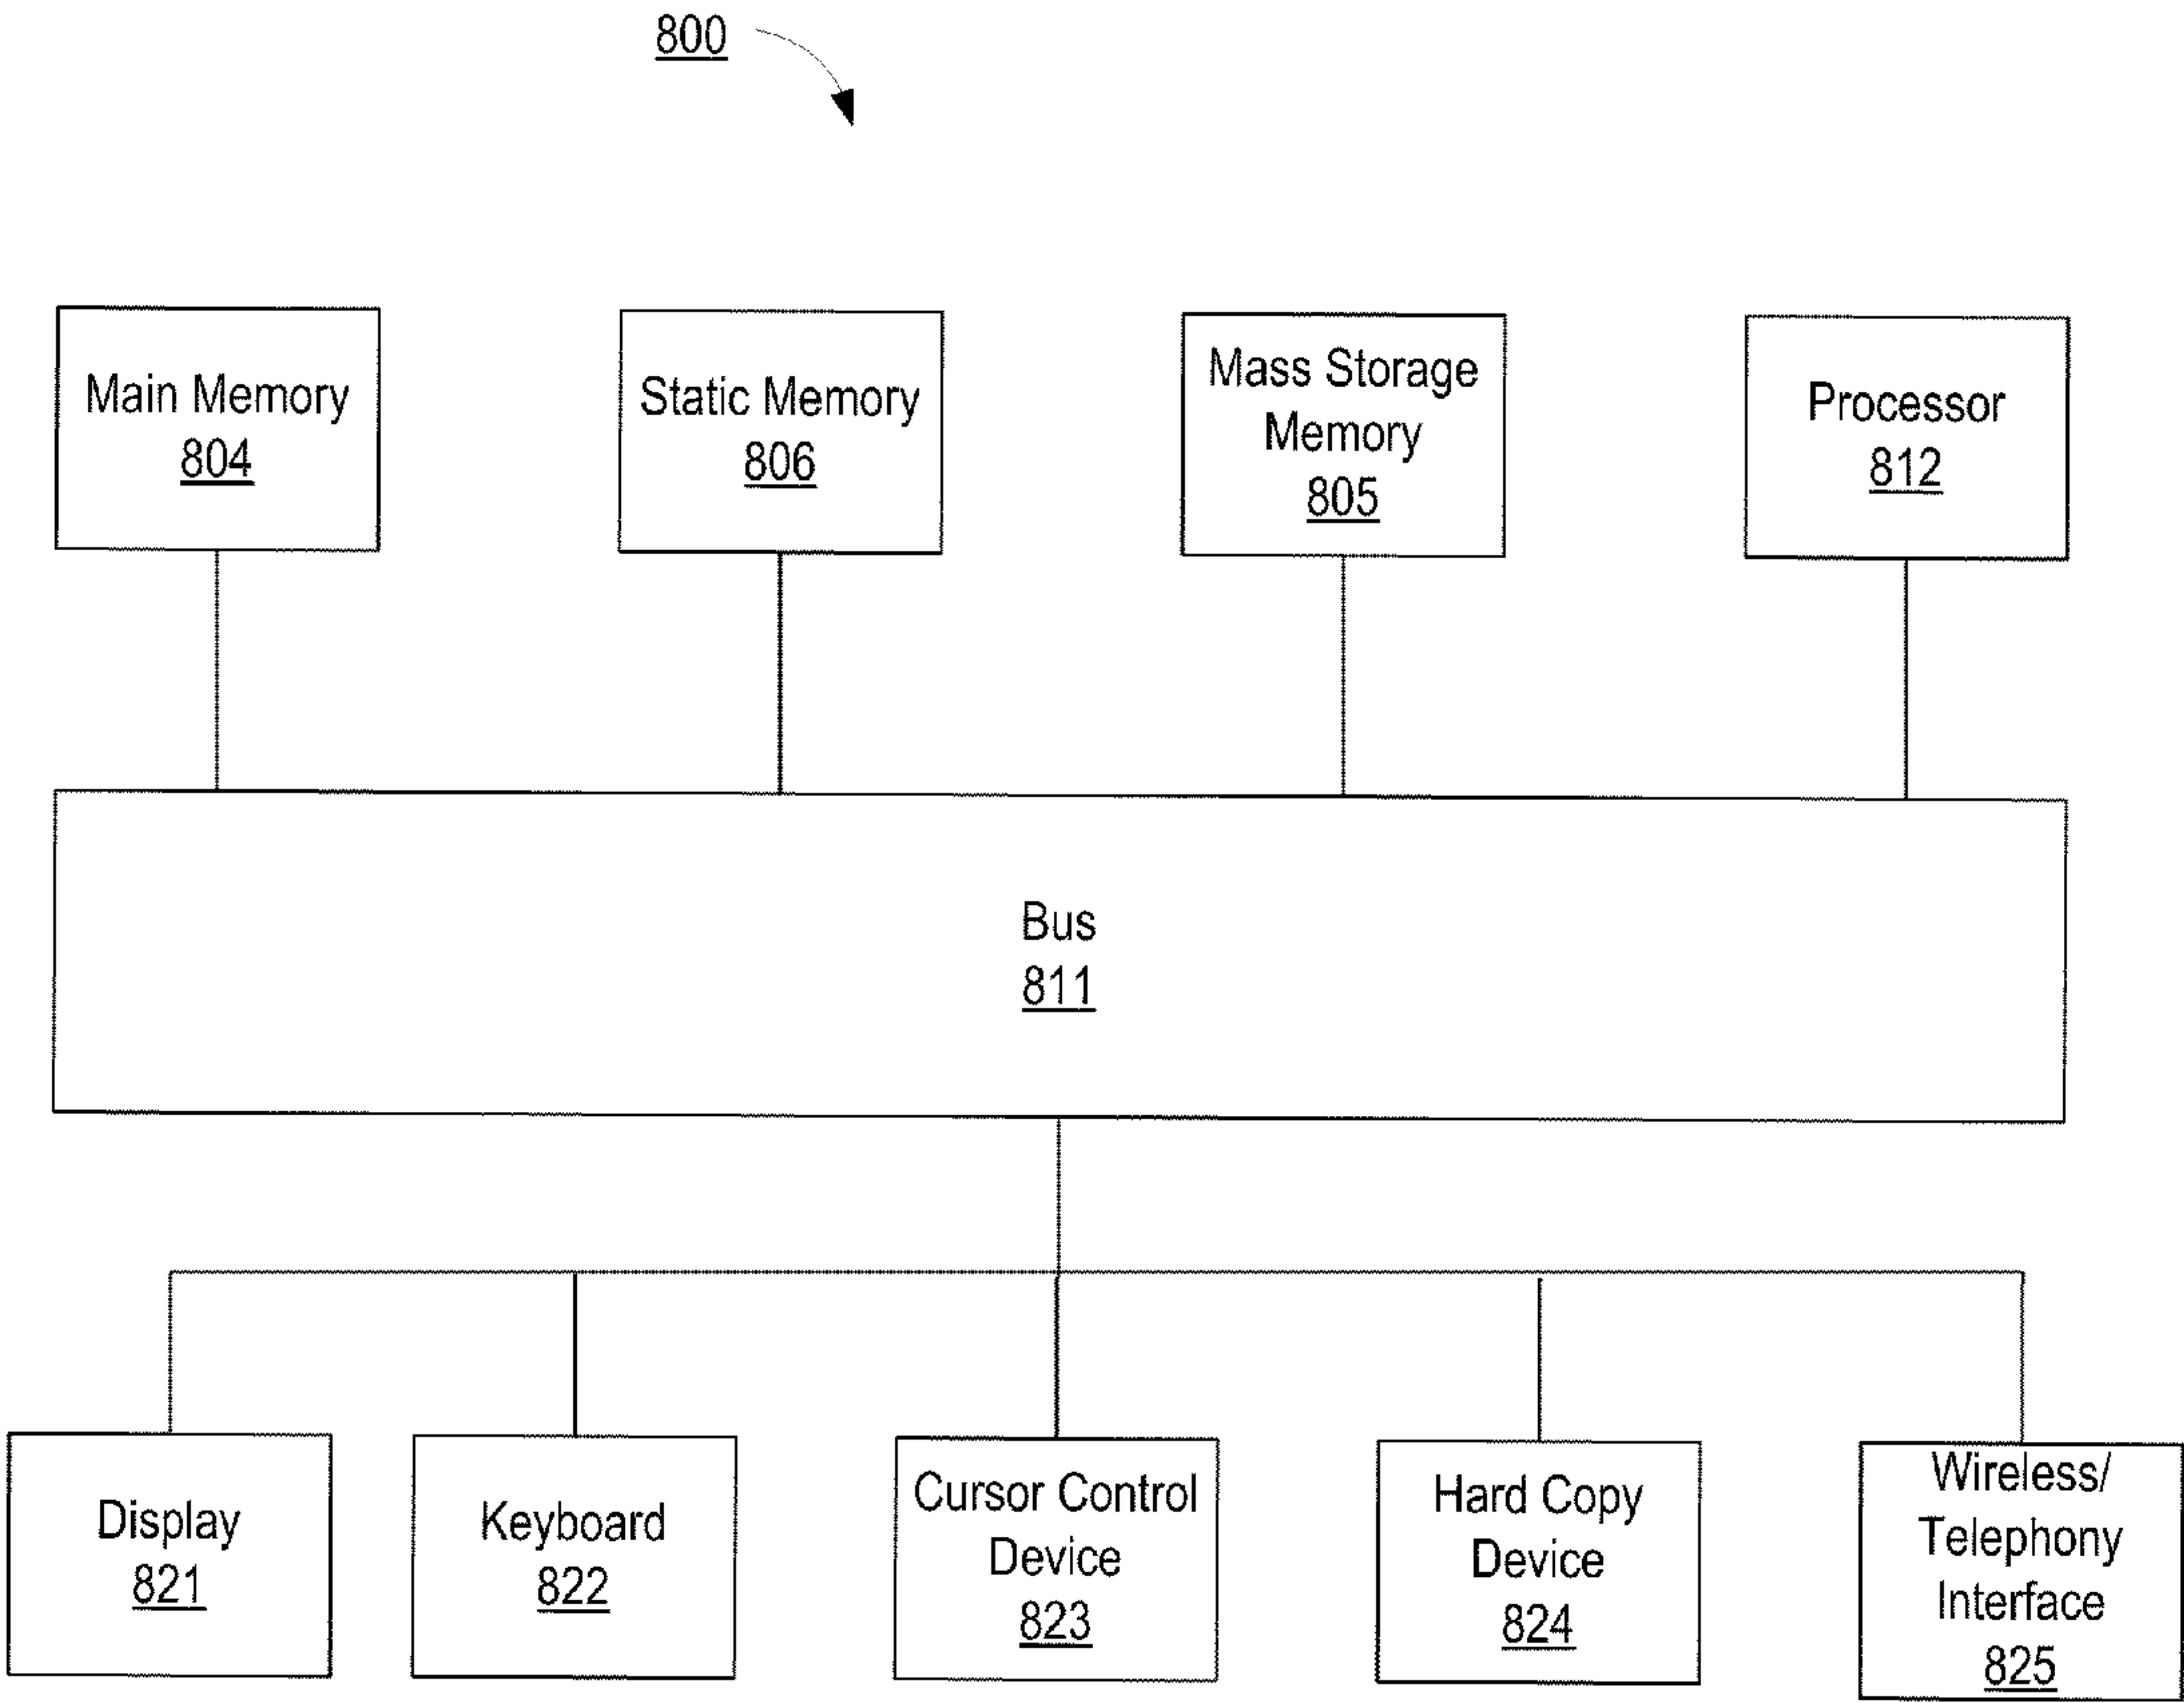 800
Main Memory
804
Static Memory
806
Mass Storage
Memory
805
Processor
812
Bus
811
Display
821
Keyboard
822
Cursor Control
Device
823
Hard Copy
Device
824
Wireless/
Telephony
Interface
825